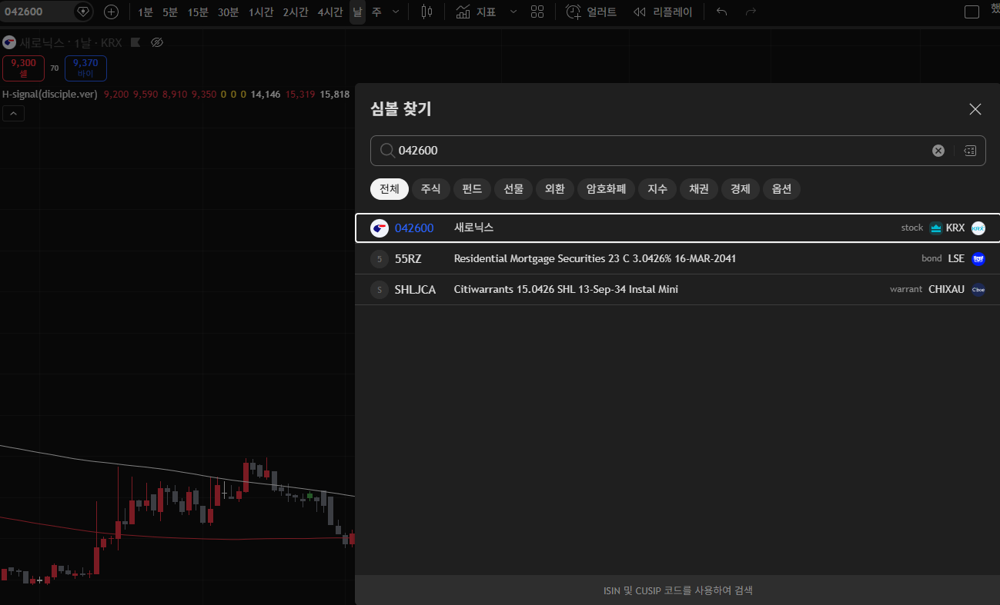 042600 1분 5분 15분 30분 1시간 2시간 4시간 날 주 지표 얼러트 리플레이 했
새로닉스 · 1날 · KRX
9,300 셀 70 9,370 바이
H-signal(disciple.ver) 9,200 9,590 8,910 9,350 0 0 0 14,146 15,319 15,818
심볼 찾기
042600
전체 주식 펀드 선물 외환 암호화폐 지수 채권 경제 옵션
042600 새로닉스 stock KRX KRX
5 55RZ Residential Mortgage Securities 23 C 3.0426% 16-MAR-2041 bond LSE
S SHLJCA Citiwarrants 15.0426 SHL 13-Sep-34 Instal Mini warrant CHIXAU Cboe
ISIN 및 CUSIP 코드를 사용하여 검색